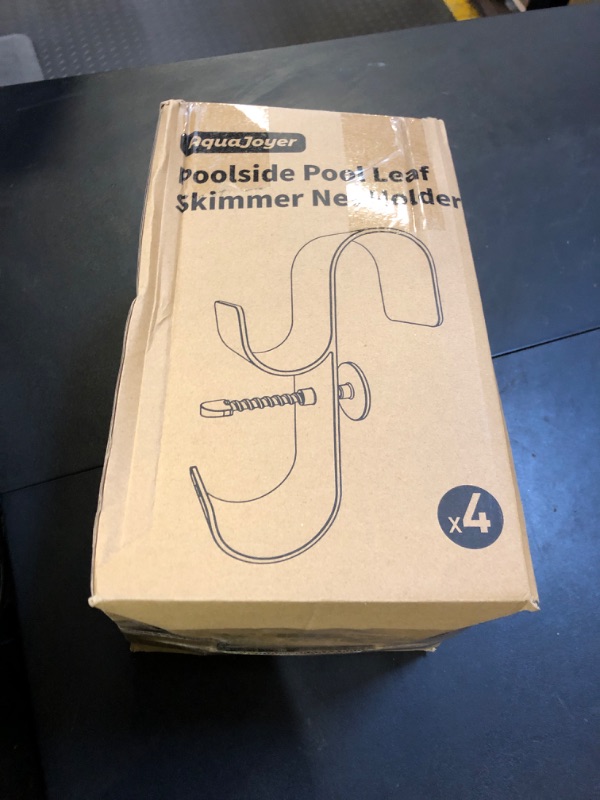 AquaJoyer
Poolside Pool Leaf
Skimmer Net Holder
x4